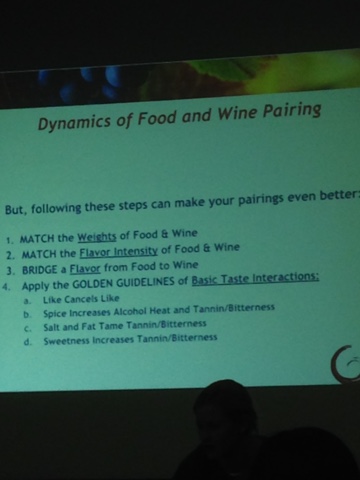 Dynamics of Food and Wine Pairing
But, following these steps can make your pairings even better:
1. MATCH the Weights of Food & Wine
2. MATCH the Flavor Intensity of Food & Wine
3. BRIDGE a Flavor from Food to Wine
4. Apply the GOLDEN GUIDELINES of Basic Taste Interactions:
a. Like Cancels Like
b. Spice Increases Alcohol Heat and Tannin/Bitterness
c. Salt and Fat Tame Tannin/Bitterness
d. Sweetness Increases Tannin/Bitterness